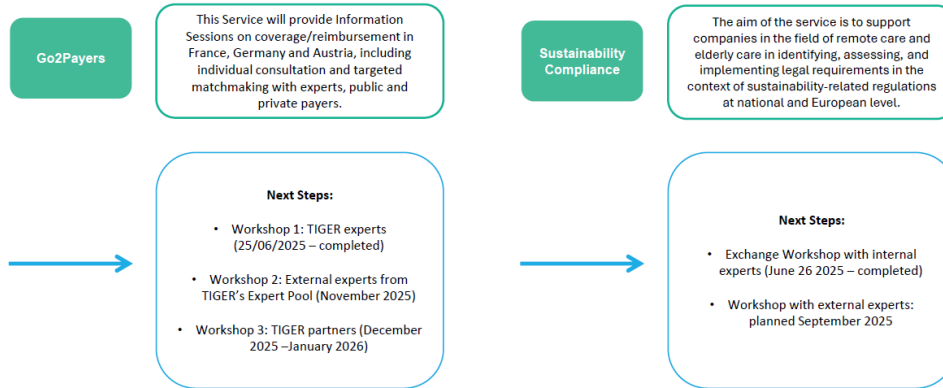 Go2Payers
This Service will provide Information
Sessions on coverage/reimbursement in
France, Germany and Austria, including
individual consultation and targeted
matchmaking with experts, public and
private payers.
Sustainability
Compliance
The aim of the service is to support
companies in the field of remote care and
elderly care in identifying, assessing, and
implementing legal requirements in the
context of sustainability-related regulations
at national and European level.
Next Steps:
• Workshop 1: TIGER experts
(25/06/2025 – completed)
• Workshop 2: External experts from
TIGER’s Expert Pool (November 2025)
• Workshop 3: TIGER partners (December
2025 –January 2026)
Next Steps:
• Exchange Workshop with internal
experts (June 26 2025 – completed)
• Workshop with external experts:
planned September 2025